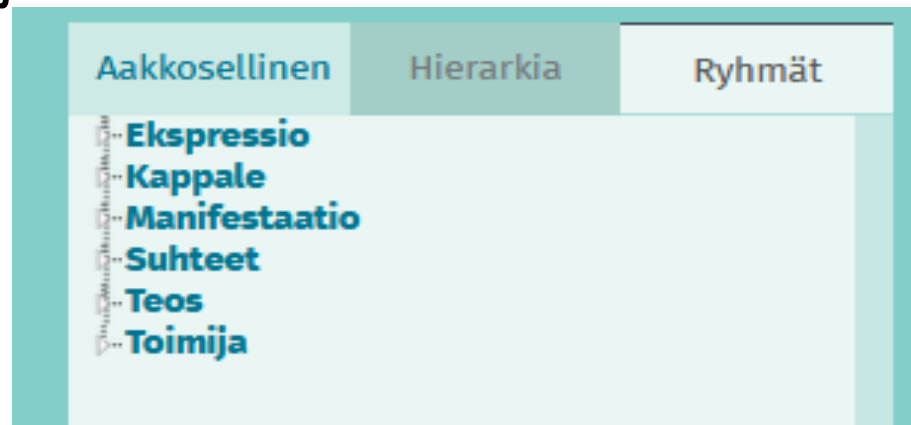 Aakkosellinen Hierarkia Ryhmät
Ekspressio
Kappale
Manifestaatio
Suhteet
Teos
Toimija